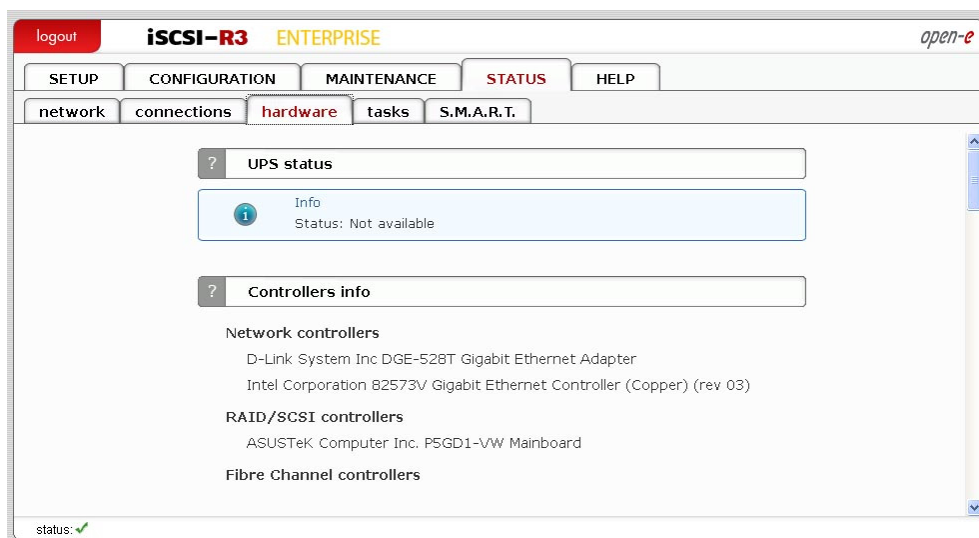 logout iSCSI-R3 ENTERPRISE open-e
SETUP CONFIGURATION MAINTENANCE STATUS HELP
network connections hardware tasks S.M.A.R.T.
? UPS status
i Info
Status: Not available
? Controllers info
Network controllers
D-Link System Inc DGE-528T Gigabit Ethernet Adapter
Intel Corporation 82573V Gigabit Ethernet Controller (Copper) (rev 03)
RAID/SCSI controllers
ASUSTeK Computer Inc. P5GD1-VW Mainboard
Fibre Channel controllers
status: